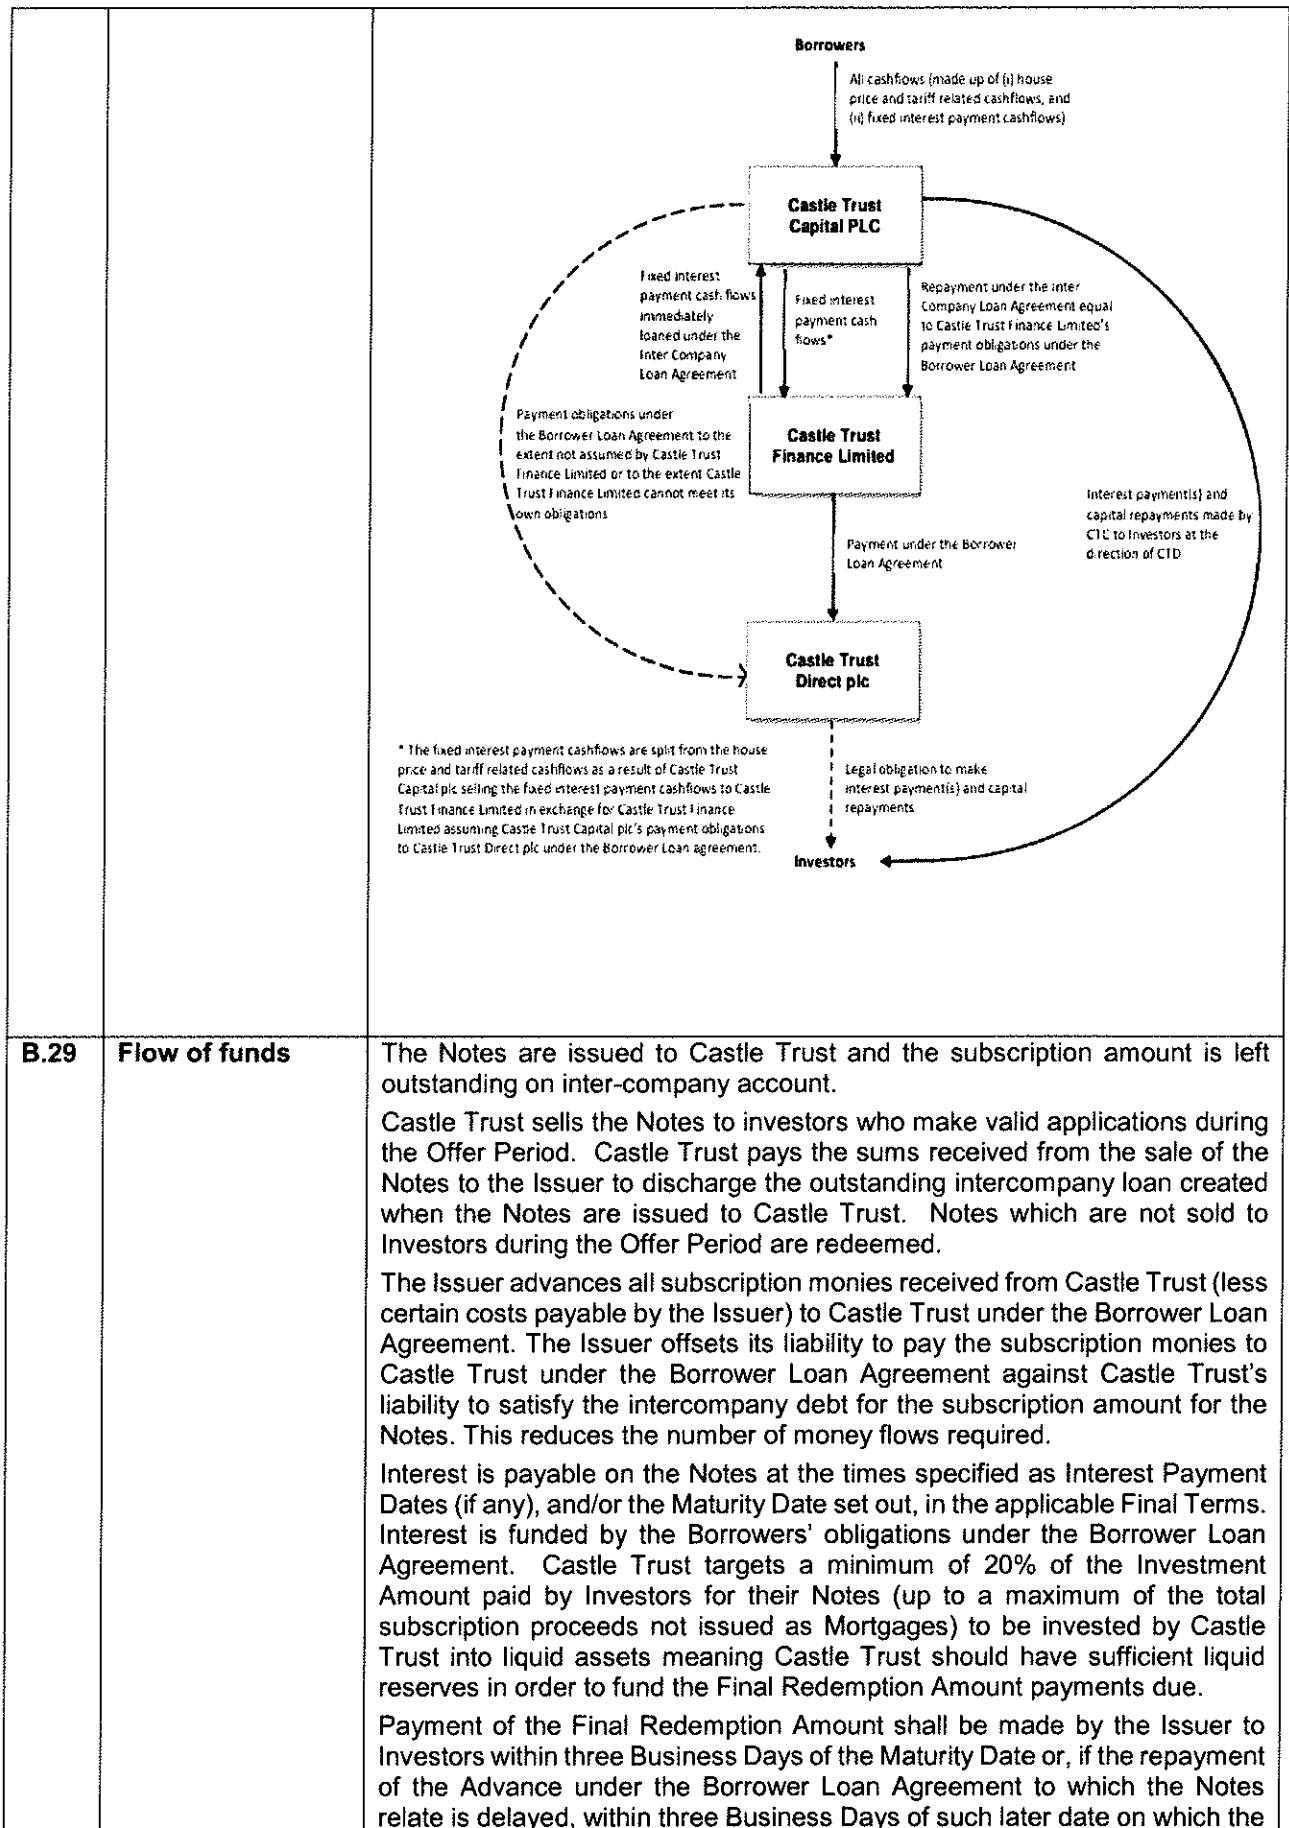 Borrowers
All cashflows (made up of (i) house
price and tariff related cashflows, and
(ii) fixed interest payment cashflows)
Castle Trust
Capital PLC
Fixed interest
payment cash flows
immediately
loaned under the
Inter Company
Loan Agreement
Fixed interest
payment cash
flows*
Repayment under the Inter
Company Loan Agreement equal
to Castle Trust Finance Limited's
payment obligations under the
Borrower Loan Agreement
Payment obligations under
the Borrower Loan Agreement to the
extent not assumed by Castle Trust
Finance Limited or to the extent Castle
Trust Finance Limited cannot meet its
own obligations
Castle Trust
Finance Limited
Interest payment(s) and
capital repayments made by
CTC to Investors at the
direction of CTD
Payment under the Borrower
Loan Agreement
Castle Trust
Direct plc
* The fixed interest payment cashflows are split from the house
price and tariff related cashflows as a result of Castle Trust
Capital plc selling the fixed interest payment cashflows to Castle
Trust Finance Limited in exchange for Castle Trust Finance
Limited assuming Castle Trust Capital plc's payment obligations
to Castle Trust Direct plc under the Borrower Loan agreement.
Legal obligation to make
interest payment(s) and capital
repayments
Investors
B.29 Flow of funds
The Notes are issued to Castle Trust and the subscription amount is left
outstanding on inter-company account.
Castle Trust sells the Notes to investors who make valid applications during
the Offer Period. Castle Trust pays the sums received from the sale of the
Notes to the Issuer to discharge the outstanding intercompany loan created
when the Notes are issued to Castle Trust. Notes which are not sold to
Investors during the Offer Period are redeemed.
The Issuer advances all subscription monies received from Castle Trust (less
certain costs payable by the Issuer) to Castle Trust under the Borrower Loan
Agreement. The Issuer offsets its liability to pay the subscription monies to
Castle Trust under the Borrower Loan Agreement against Castle Trust's
liability to satisfy the intercompany debt for the subscription amount for the
Notes. This reduces the number of money flows required.
Interest is payable on the Notes at the times specified as Interest Payment
Dates (if any), and/or the Maturity Date set out, in the applicable Final Terms.
Interest is funded by the Borrowers' obligations under the Borrower Loan
Agreement. Castle Trust targets a minimum of 20% of the Investment
Amount paid by Investors for their Notes (up to a maximum of the total
subscription proceeds not issued as Mortgages) to be invested by Castle
Trust into liquid assets meaning Castle Trust should have sufficient liquid
reserves in order to fund the Final Redemption Amount payments due.
Payment of the Final Redemption Amount shall be made by the Issuer to
Investors within three Business Days of the Maturity Date or, if the repayment
of the Advance under the Borrower Loan Agreement to which the Notes
relate is delayed, within three Business Days of such later date on which the